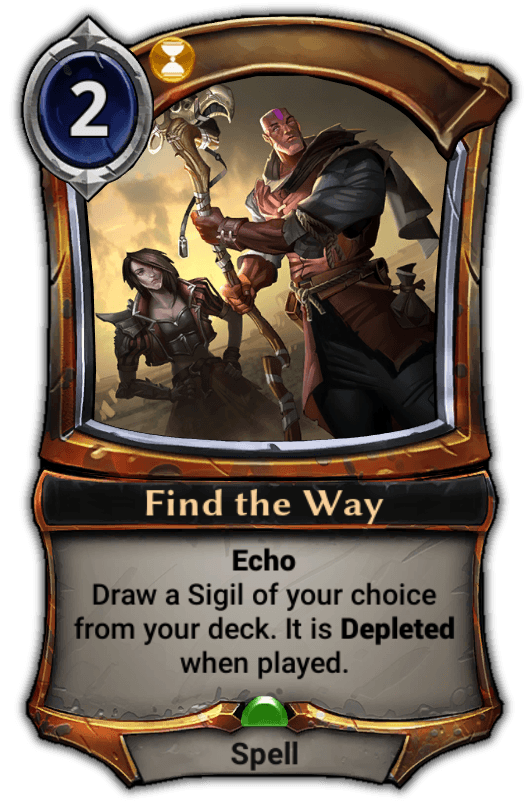 2
Find the Way
Echo
Draw a Sigil of your choice
from your deck. It is Depleted
when played.
Spell